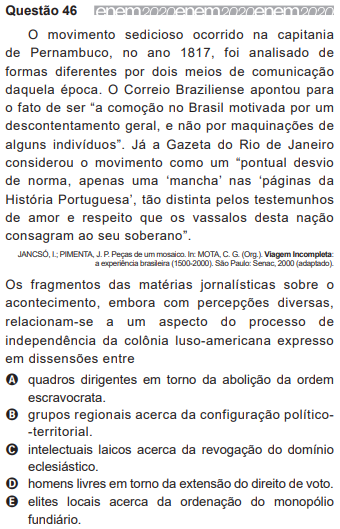 Questão 46 enem2020enem2020enem2020
O movimento sedicioso ocorrido na capitania
de Pernambuco, no ano 1817, foi analisado de
formas diferentes por dois meios de comunicação
daquela época. O Correio Braziliense apontou para
o fato de ser “a comoção no Brasil motivada por um
descontentamento geral, e não por maquinações de
alguns indivíduos”. Já a Gazeta do Rio de Janeiro
considerou o movimento como um “pontual desvio
de norma, apenas uma ‘mancha’ nas ‘páginas da
História Portuguesa’, tão distinta pelos testemunhos
de amor e respeito que os vassalos desta nação
consagram ao seu soberano”.
JANCSÓ, I.; PIMENTA, J. P. Peças de um mosaico. In: MOTA, C. G. (Org.). Viagem Incompleta:
a experiência brasileira (1500-2000). São Paulo: Senac, 2000 (adaptado).
Os fragmentos das matérias jornalísticas sobre o
acontecimento, embora com percepções diversas,
relacionam-se a um aspecto do processo de
independência da colônia luso-americana expresso
em dissensões entre
A quadros dirigentes em torno da abolição da ordem
escravocrata.
B grupos regionais acerca da configuração político-
-territorial.
C intelectuais laicos acerca da revogação do domínio
eclesiástico.
D homens livres em torno da extensão do direito de voto.
E elites locais acerca da ordenação do monopólio
fundiário.